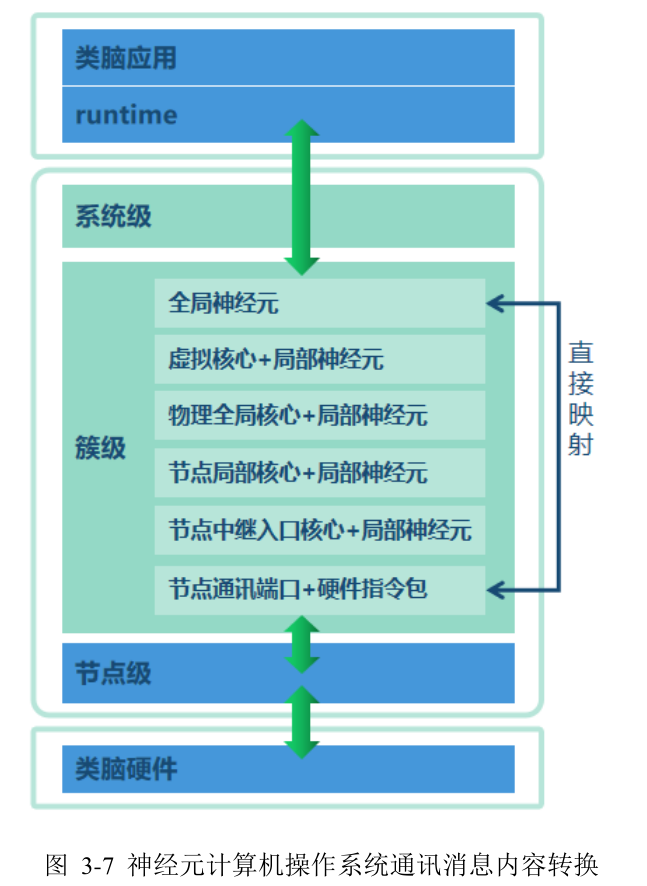 类脑应用
runtime
系统级
簇级
全局神经元
虚拟核心+局部神经元
物理全局核心+局部神经元
节点局部核心+局部神经元
节点中继入口核心+局部神经元
节点通讯端口+硬件指令包
直接映射
节点级
类脑硬件
图 3-7 神经元计算机操作系统通讯消息内容转换